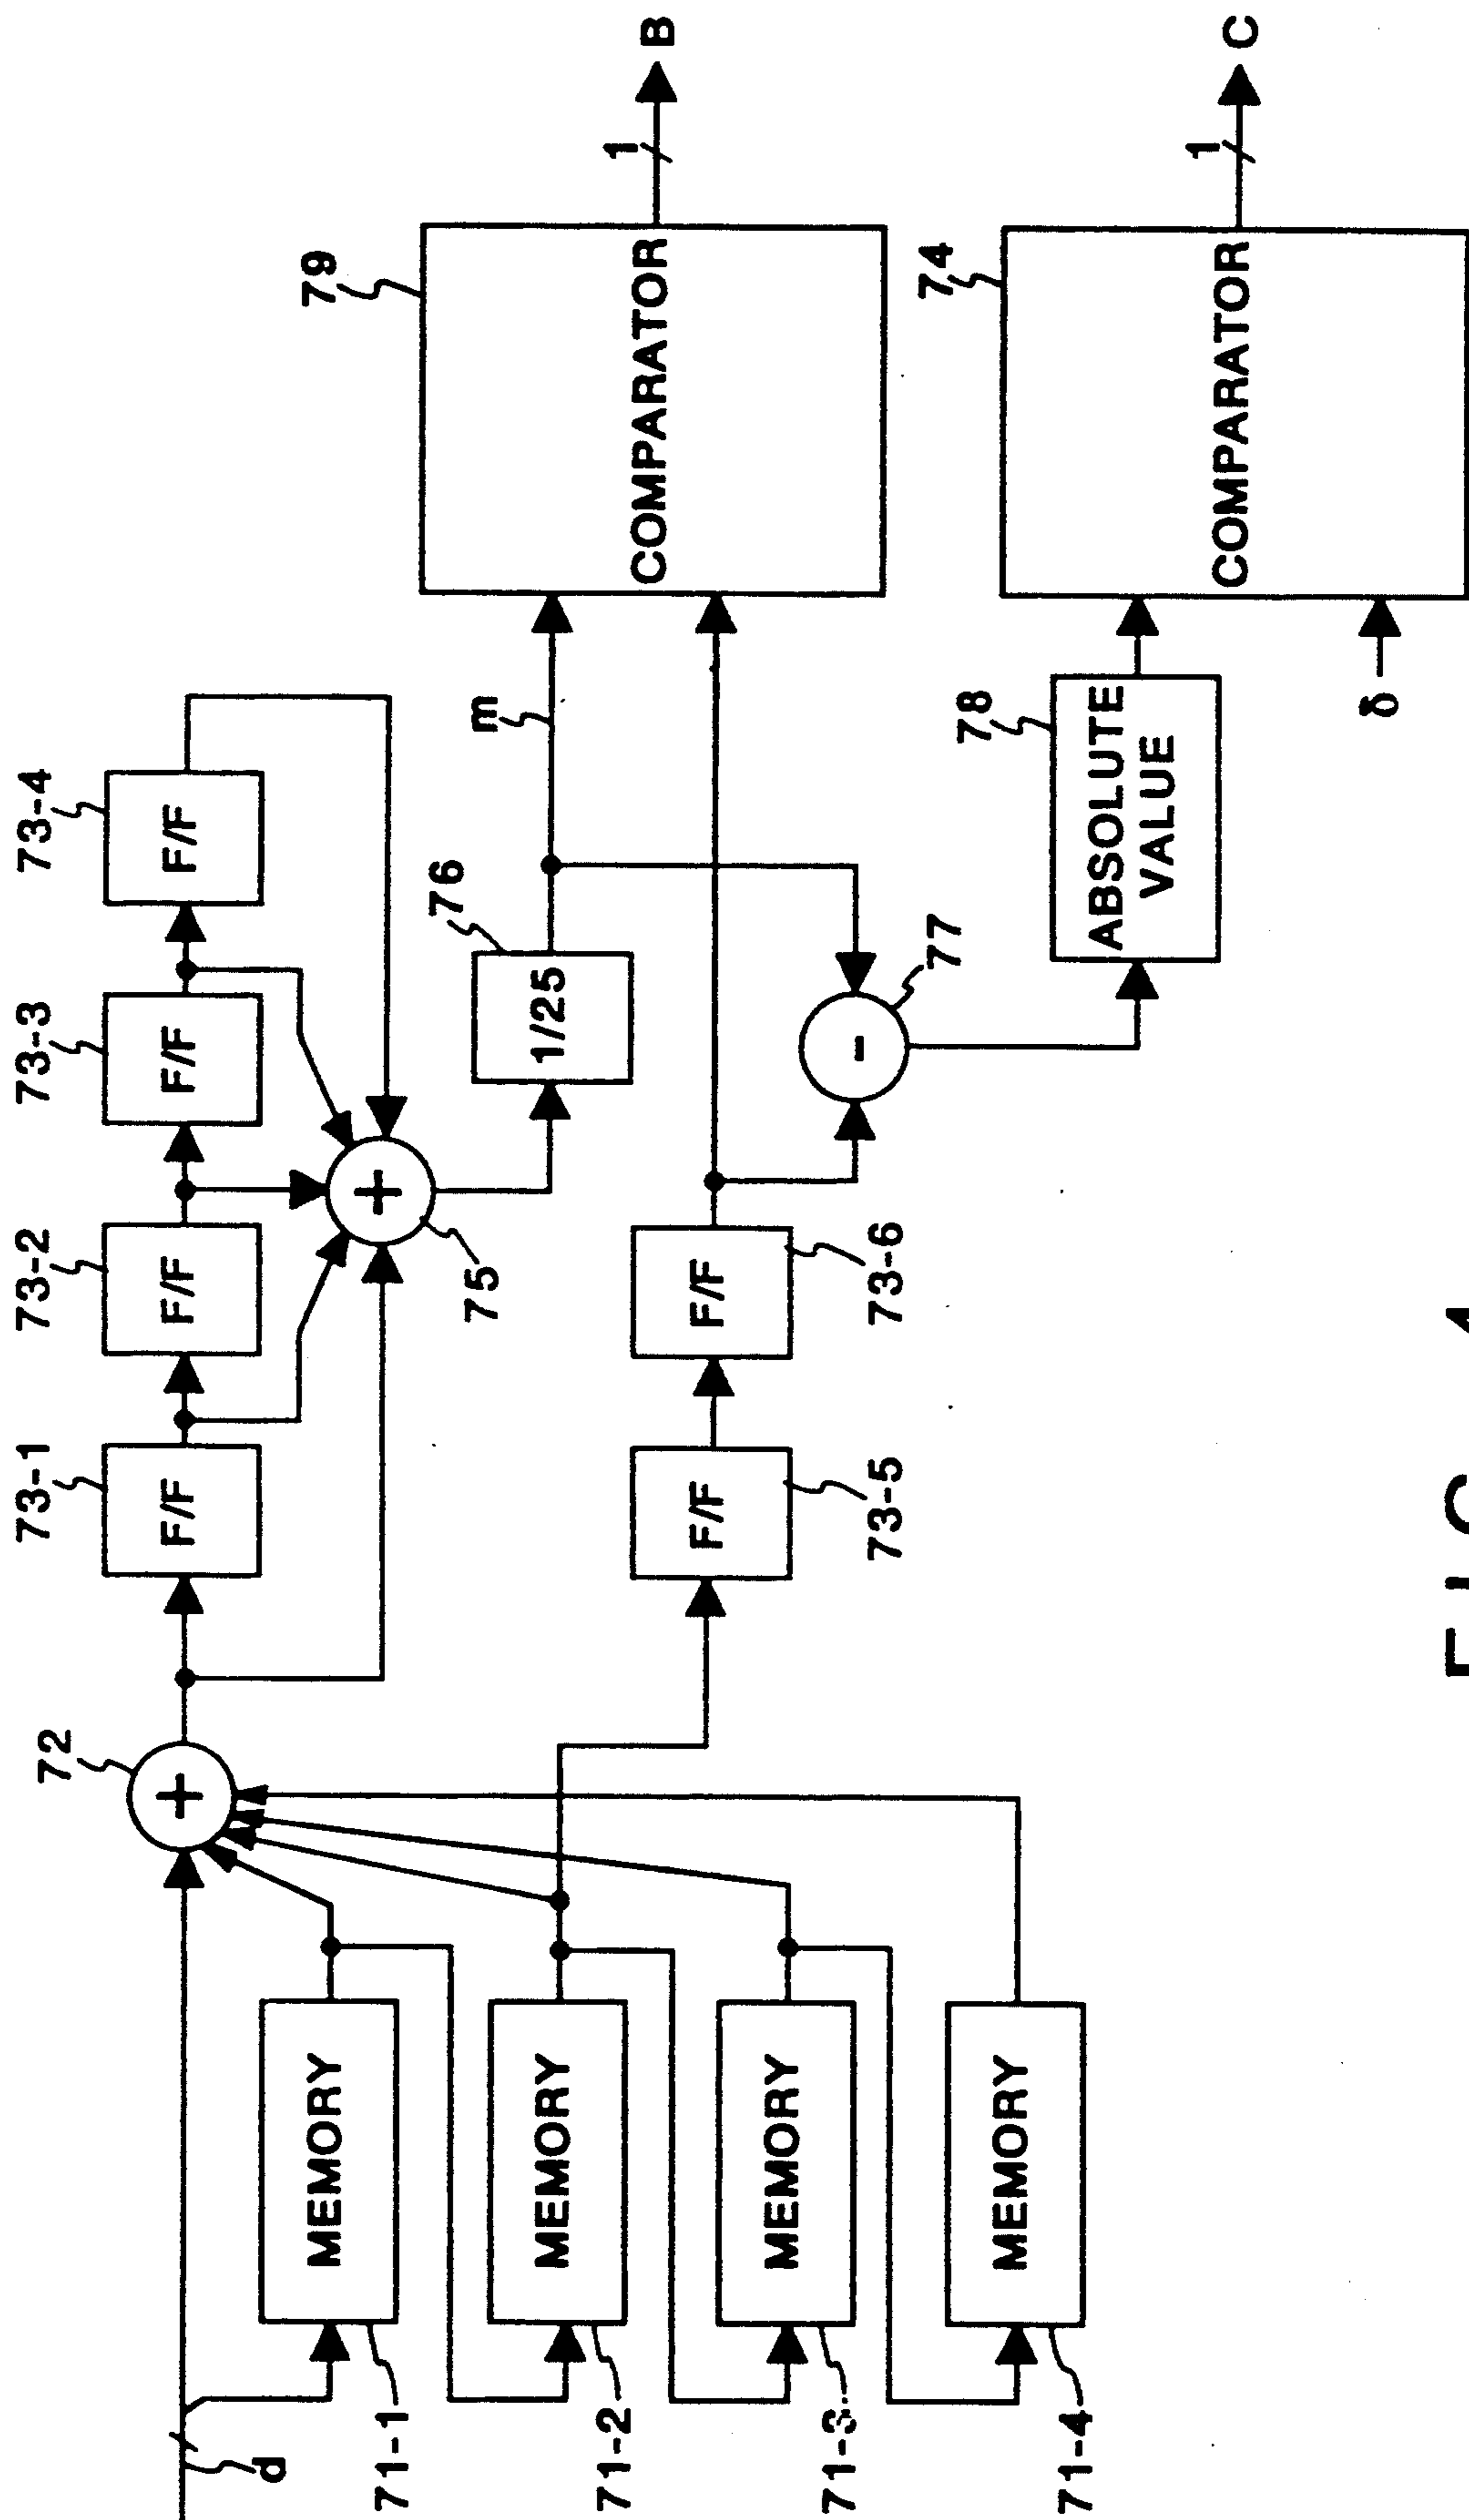 d
71-1
MEMORY
71-2
MEMORY
71-3
MEMORY
71-4
MEMORY
72
+
73-1
F/F
73-2
F/F
73-3
F/F
73-4
F/F
+
75
76
1/25
m
73-5
F/F
73-6
F/F
-
77
78
ABSOLUTE
VALUE
δ
79
COMPARATOR
1
B
74
COMPARATOR
1
C